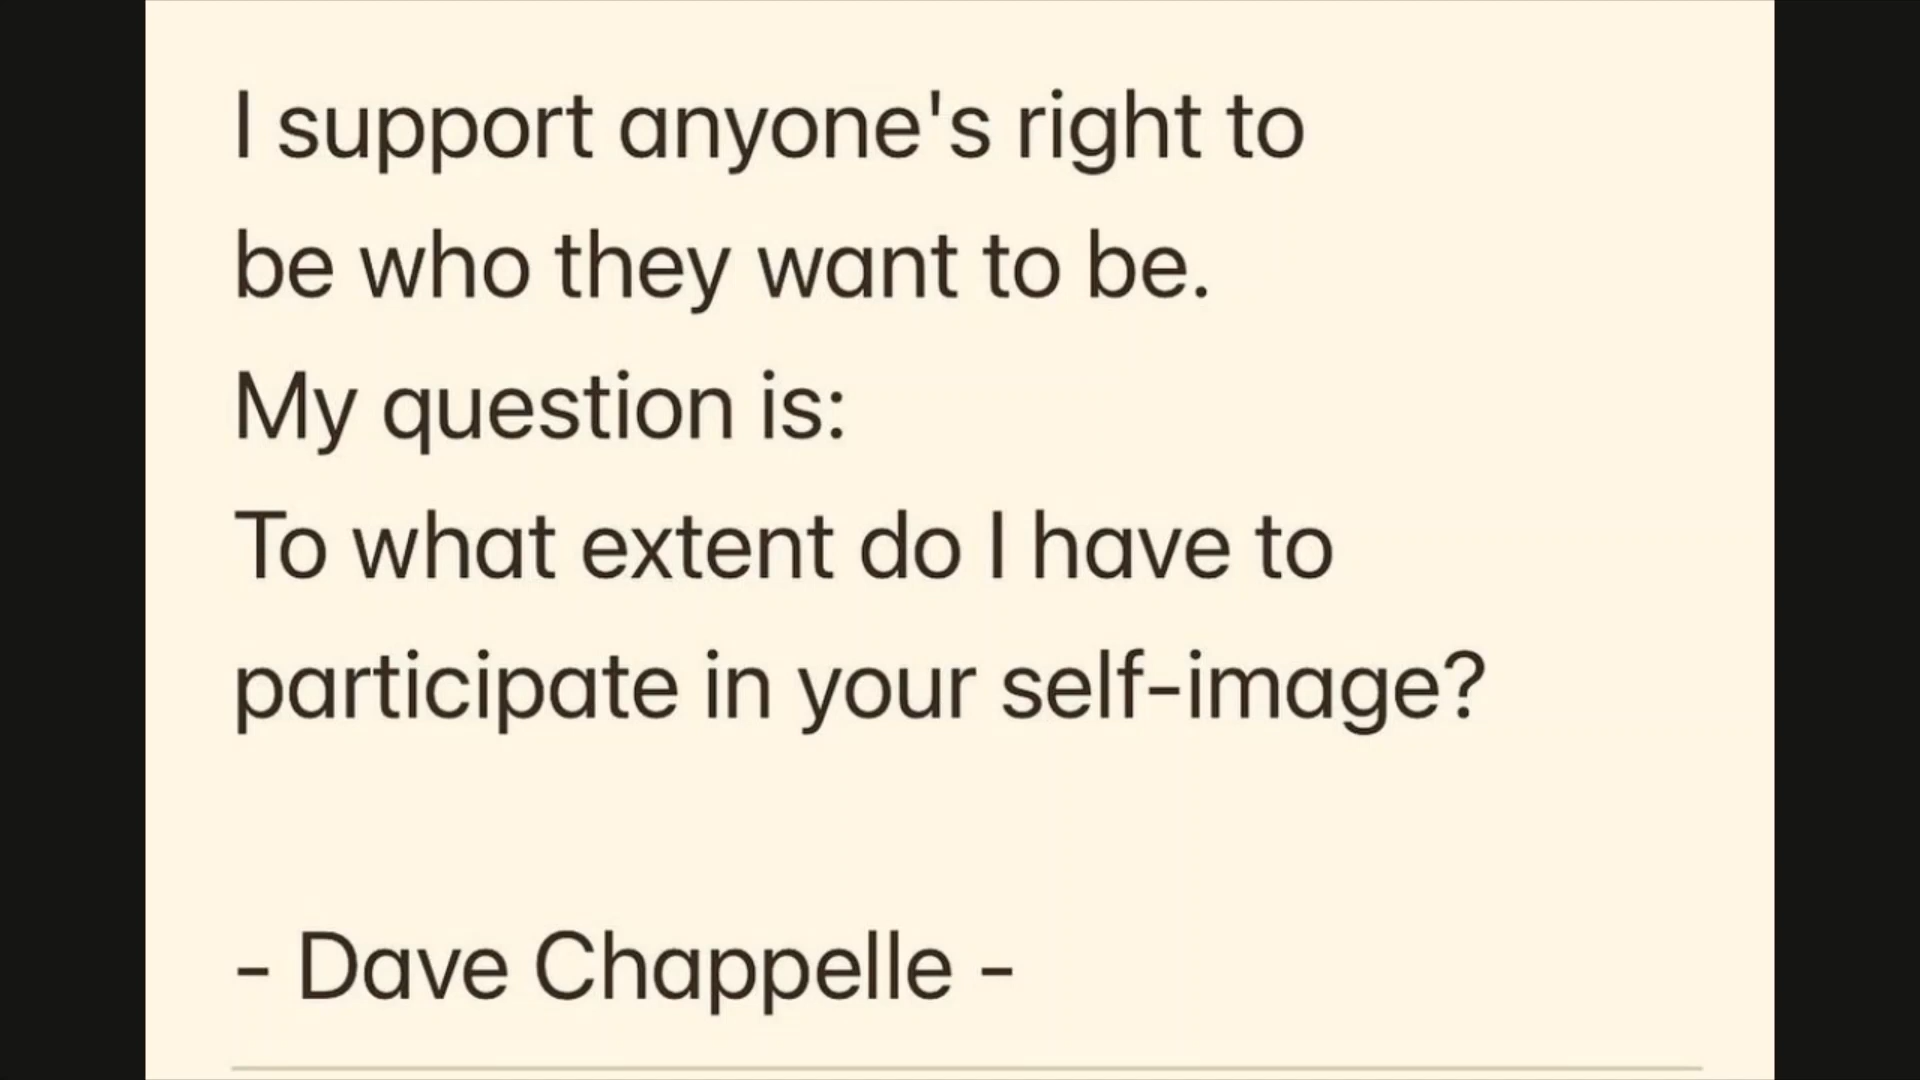 I support anyone's right to
be who they want to be.
My question is:
To what extent do I have to
participate in your self-image?
- Dave Chappelle -